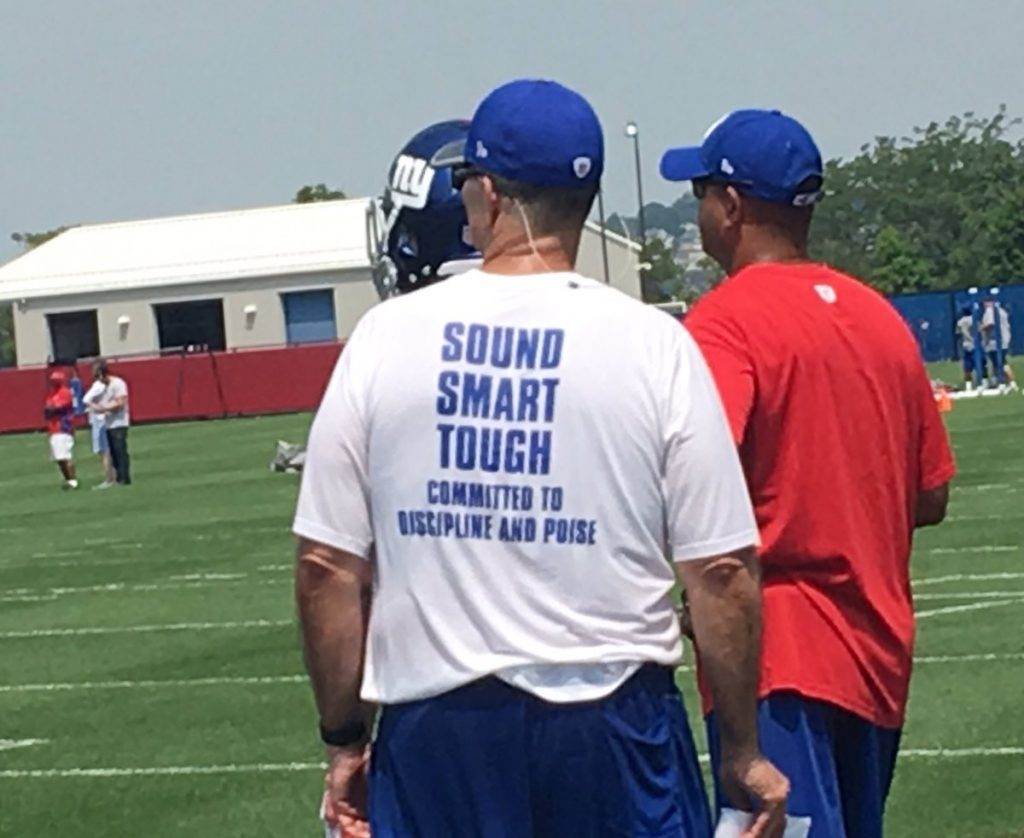 ny
SOUND
SMART
TOUGH
COMMITTED TO
DISCIPLINE AND POISE